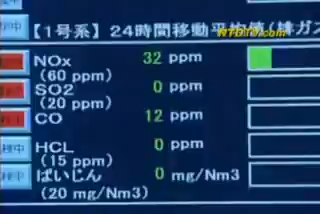 【1号系】24時間移動平均値(排ガス
NTDTV.com
NOx 32 ppm
(60 ppm)
SO2 0 ppm
(20 ppm)
CO 12 ppm
HCL 0 ppm
(15 ppm)
ばいじん 0 mg/Nm3
(20 mg/Nm3)